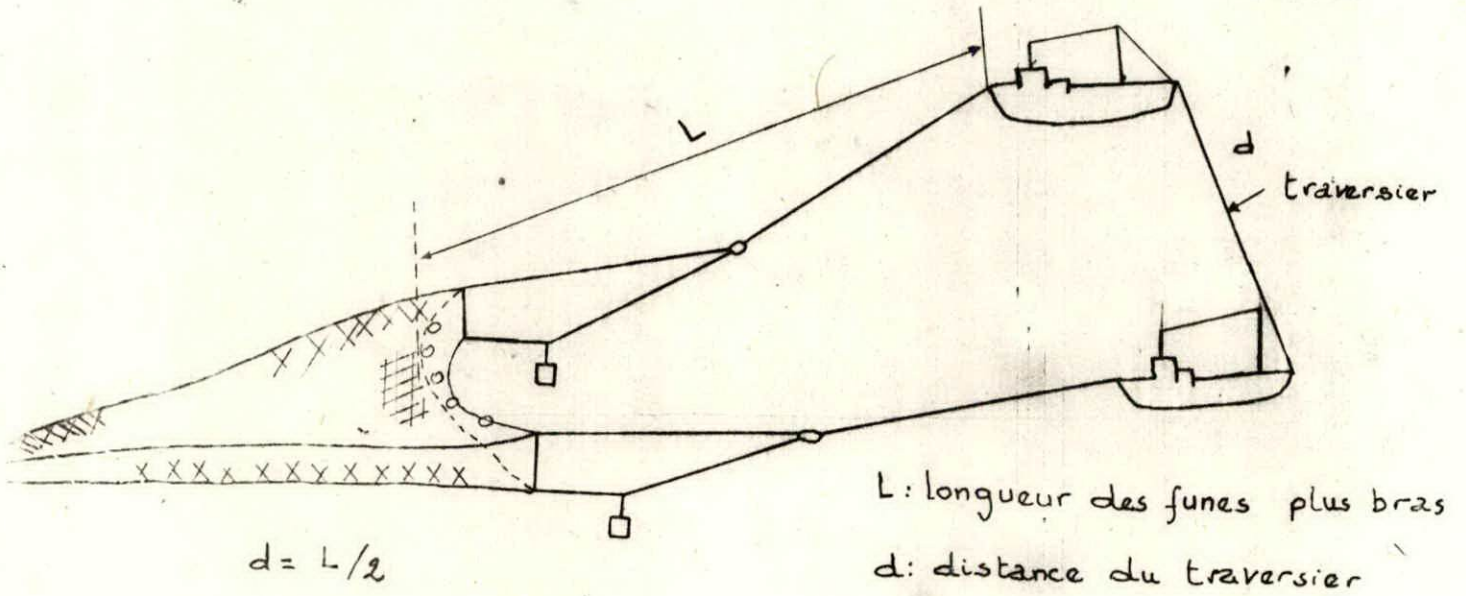 L
d
traversier
L: longueur des funes plus bras
d = L/2
d: distance du traversier